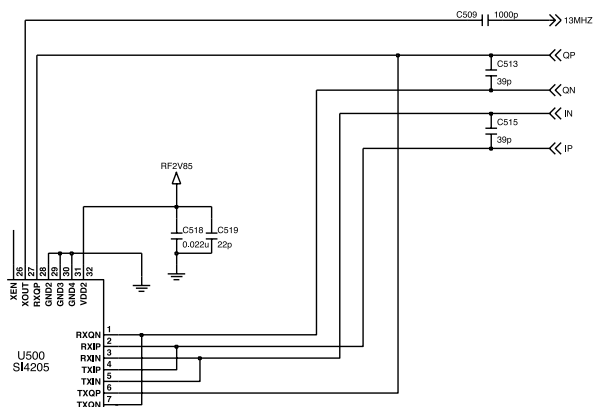 C509 1000p 13MHZ
QP
C513
39p
QN
IN
C515
39p
IP
RF2V85
C518 C519
0.022u 22p
26 27 28 29 30 31 32
XEN XOUT RXQP GND2 GND3 GND4 VDD2
RXQN 1
RXIP 2
RXIN 3
TXIP 4
TXIN 5
TXQP 6
TXQN 7
U500
SI4205